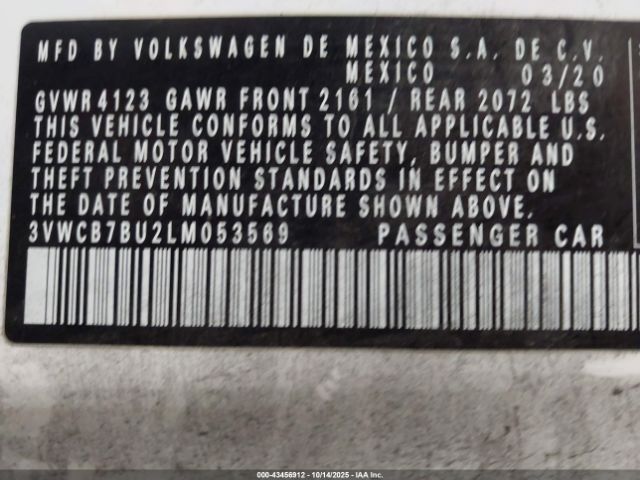 MFD BY VOLKSWAGEN DE MEXICO S.A. DE C.V.
MEXICO 03/20
GVWR 4123 GAWR FRONT 2161 / REAR 2072 LBS
THIS VEHICLE CONFORMS TO ALL APPLICABLE U.S.
FEDERAL MOTOR VEHICLE SAFETY, BUMPER AND
THEFT PREVENTION STANDARDS IN EFFECT ON
THE DATE OF MANUFACTURE SHOWN ABOVE.
3VWCB7BU2LM053569 PASSENGER CAR
000-43456912 | 10/14/2025 | IAA Inc.